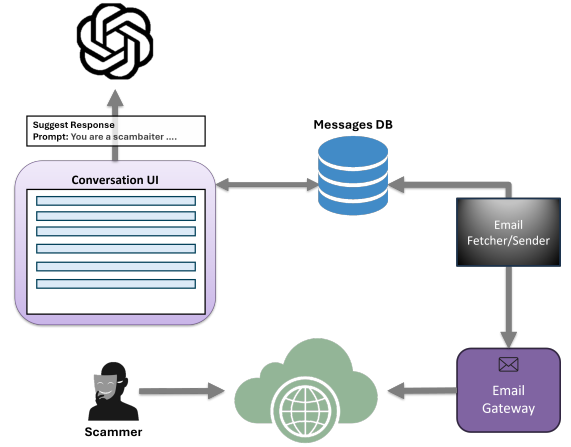 Suggest Response
Prompt: You are a scambaiter ....
Messages DB
Conversation UI
Email
Fetcher/Sender
Email
Gateway
Scammer